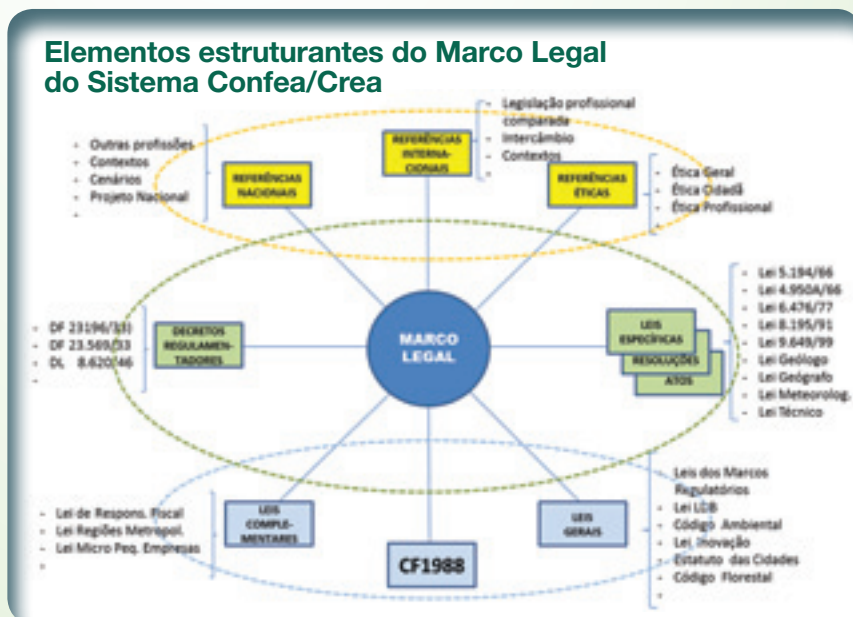 Elementos estruturantes do Marco Legal
do Sistema Confea/Crea
- Outras profissões
- Contextos
- Cenários
- Projeto Nacional
-
REFERÊNCIAS
NACIONAIS
REFERÊNCIAS
INTERNA-
CIONAIS
- Legislação profissional
comparada
- Intercâmbio
- Contextos
-
REFERÊNCIAS
ÉTICAS
- Ética Geral
- Ética Cidadã
- Ética Profissional
-
- DF 23196/33)
- DF 23.569/33
- DL 8.620/46
-
DECRETOS
REGULAMEN-
TADORES
MARCO
LEGAL
LEIS
ESPECÍFICAS
RESOLUÇÕES
ATOS
- Lei 5.194/66
- Lei 4.950A/66
- Lei 6.476/77
- Lei 8.195/91
- Lei 9.649/99
- Lei Geólogo
- Lei Geógrafo
- Lei Meteorolog.
- Lei Técnico
- Lei de Respons. Fiscal
- Lei Regiões Metropol.
- Lei Micro Peq. Empresas
-
LEIS
COMPLE-
MENTARES
CF1988
LEIS
GERAIS
- Leis dos Marcos
Regulatórios
- Lei LDB
- Código Ambiental
- Lei Inovação
- Estatuto das Cidades
- Código Florestal
-